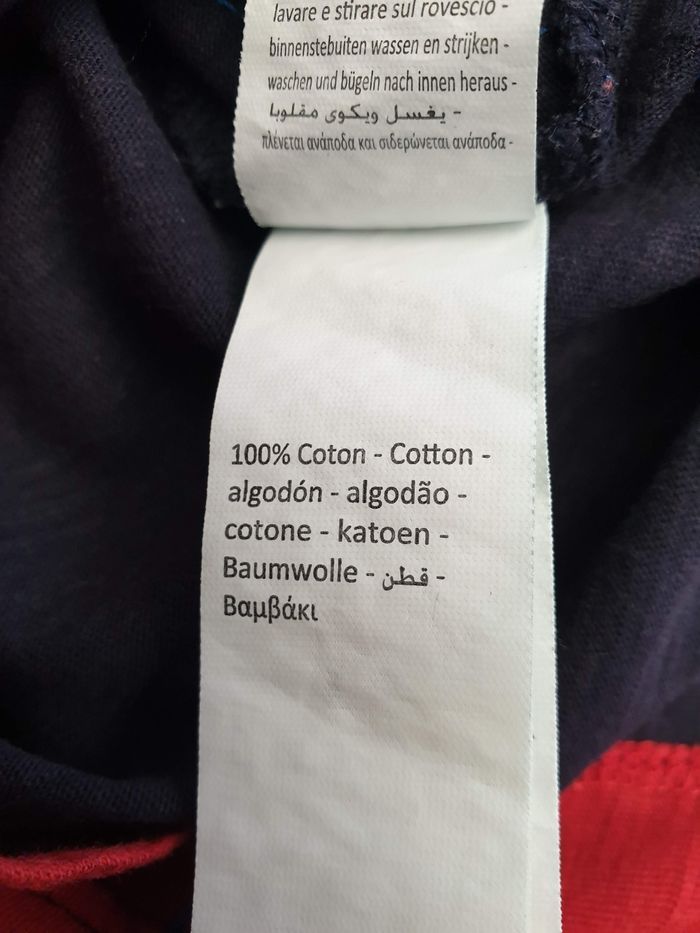 lavare e stirare sul rovescio -
binnenstebuiten wassen en strijken -
waschen und bügeln nach innen heraus -
يغسل ويكوى مقلوبا -
πλένεται ανάποδα και σιδερώνεται ανάποδα -
100% Coton - Cotton -
algodón - algodão -
cotone - katoen -
Baumwolle - قطن -
Βαμβάκι